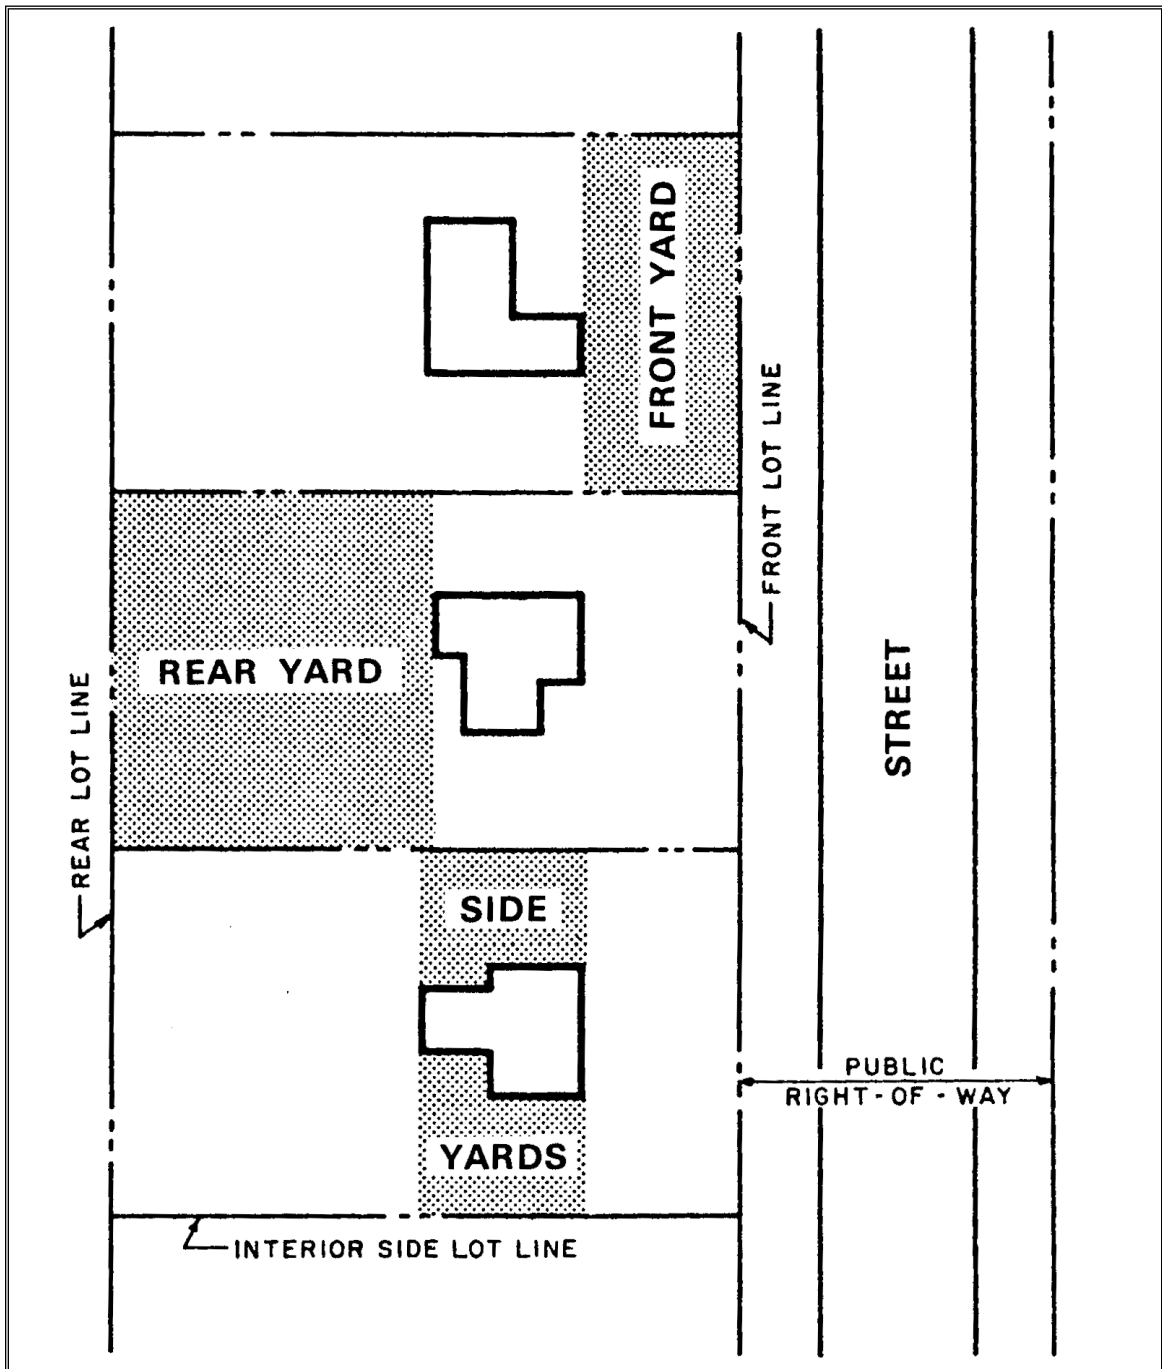 FRONT YARD
FRONT LOT LINE
REAR YARD
STREET
REAR LOT LINE
SIDE
PUBLIC
RIGHT-OF-WAY
YARDS
INTERIOR SIDE LOT LINE